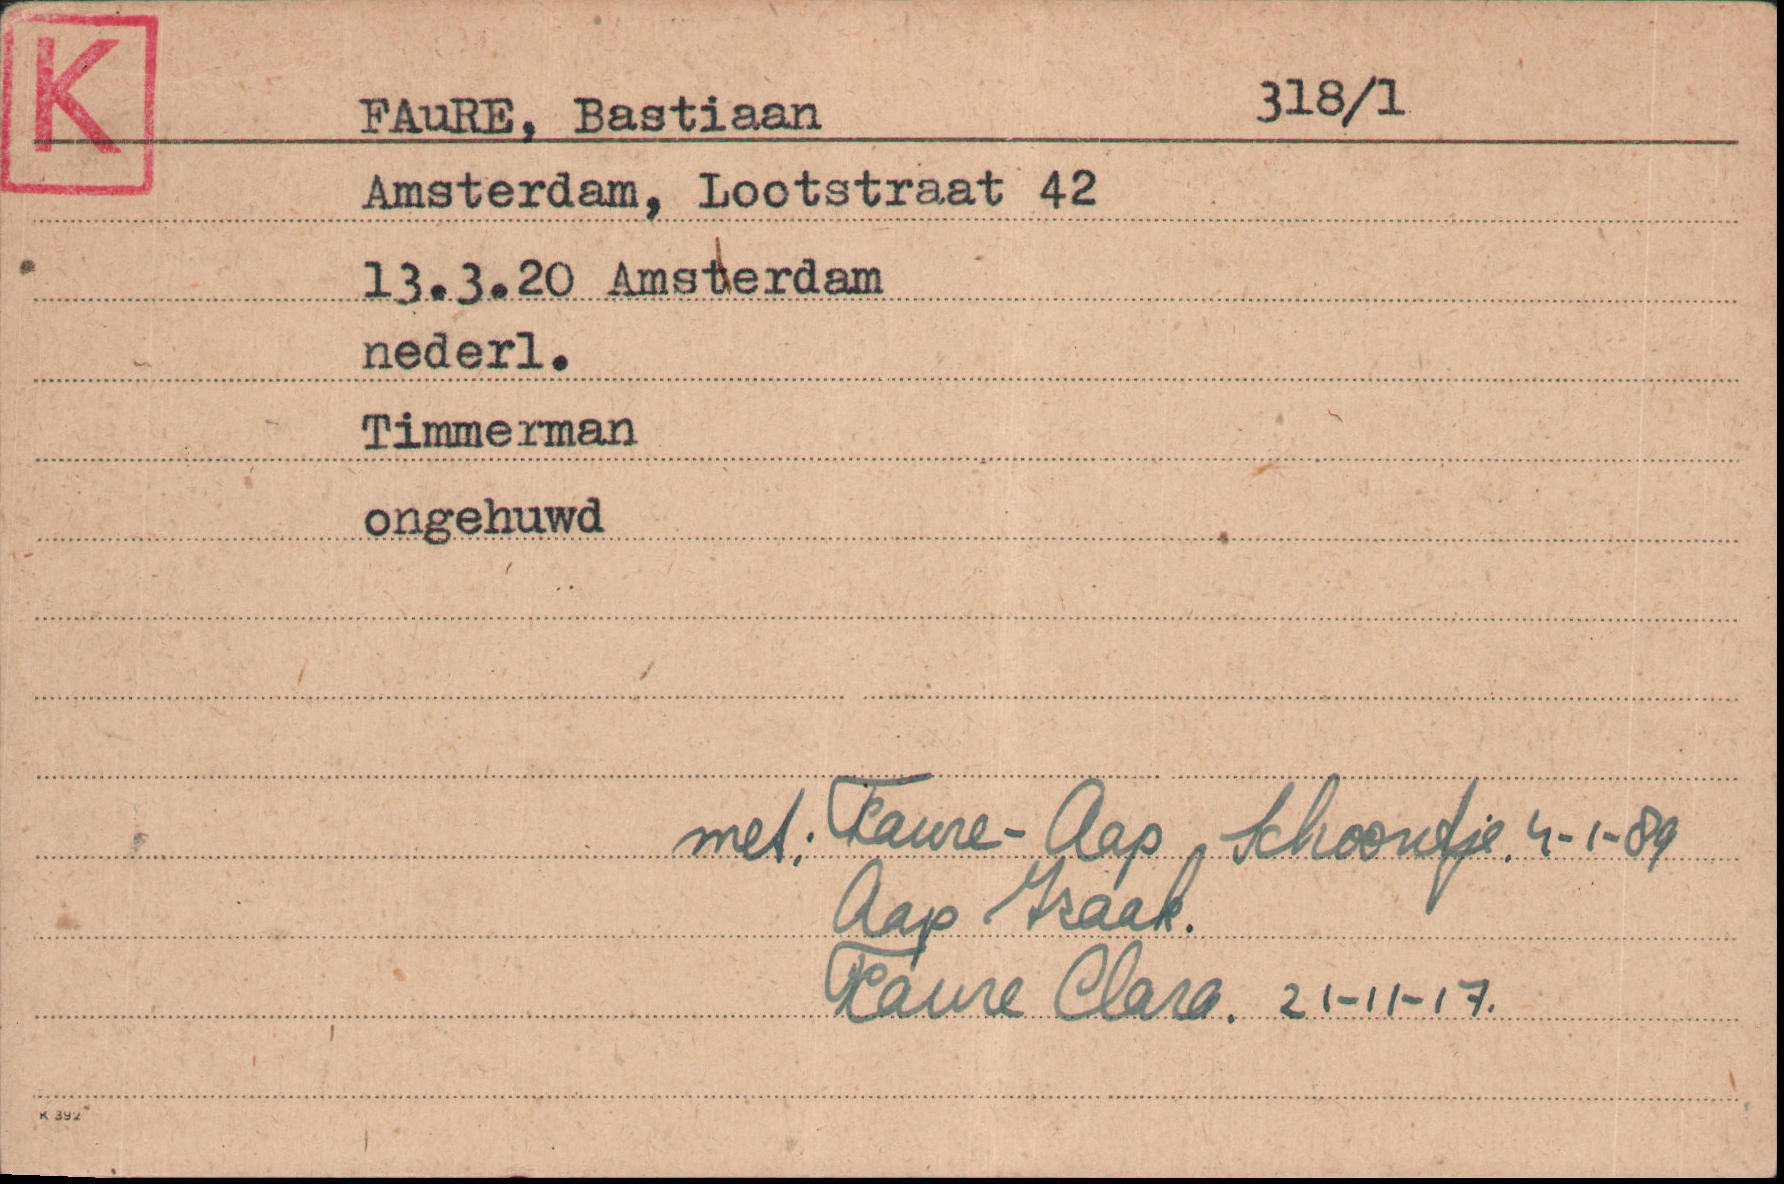 K
FAuRE, Bastiaan 318/1
Amsterdam, Lootstraat 42
13.3.20 Amsterdam
nederl.
Timmerman
ongehuwd
met: Faure-Aap Schoontje. 4-1-89
Aap Izaak.
Faure Clara. 21-11-17.
K 392